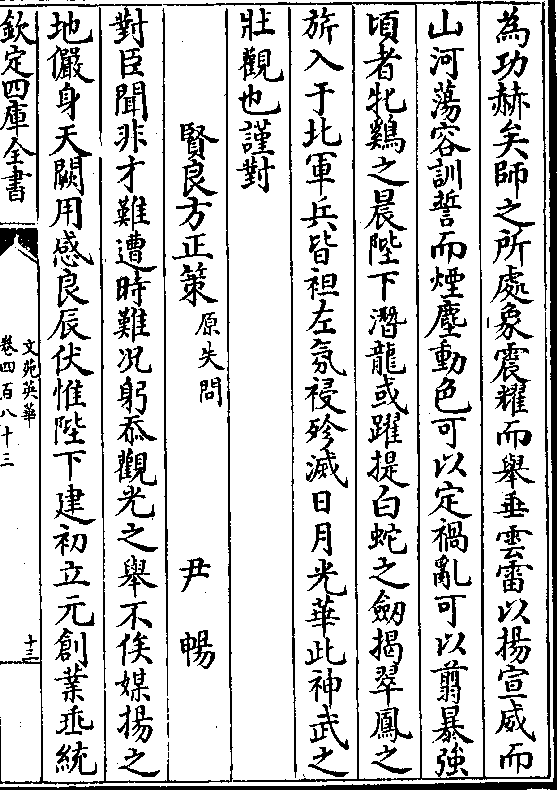 為功赫矣師之所處象震耀而舉垂雲雷以揚宣威而
山河蕩容訓誓而煙塵動色可以定禍亂可以翦暴強
頃者牝鷄之晨陛下潛龍或躍提白蛇之劔揭翠鳳之
旂入于北軍兵皆袒左氛祲殄滅日月光華此神武之
壯觀也謹對
賢良方正策原失問 尹暢
對臣聞非才難遭時難况躬忝觀光之舉不俟媒揚之
地儼身天闕用感良辰伏惟陛下建初立元創業垂統
欽定四庫全書
文苑英華
卷四百八十三
十三